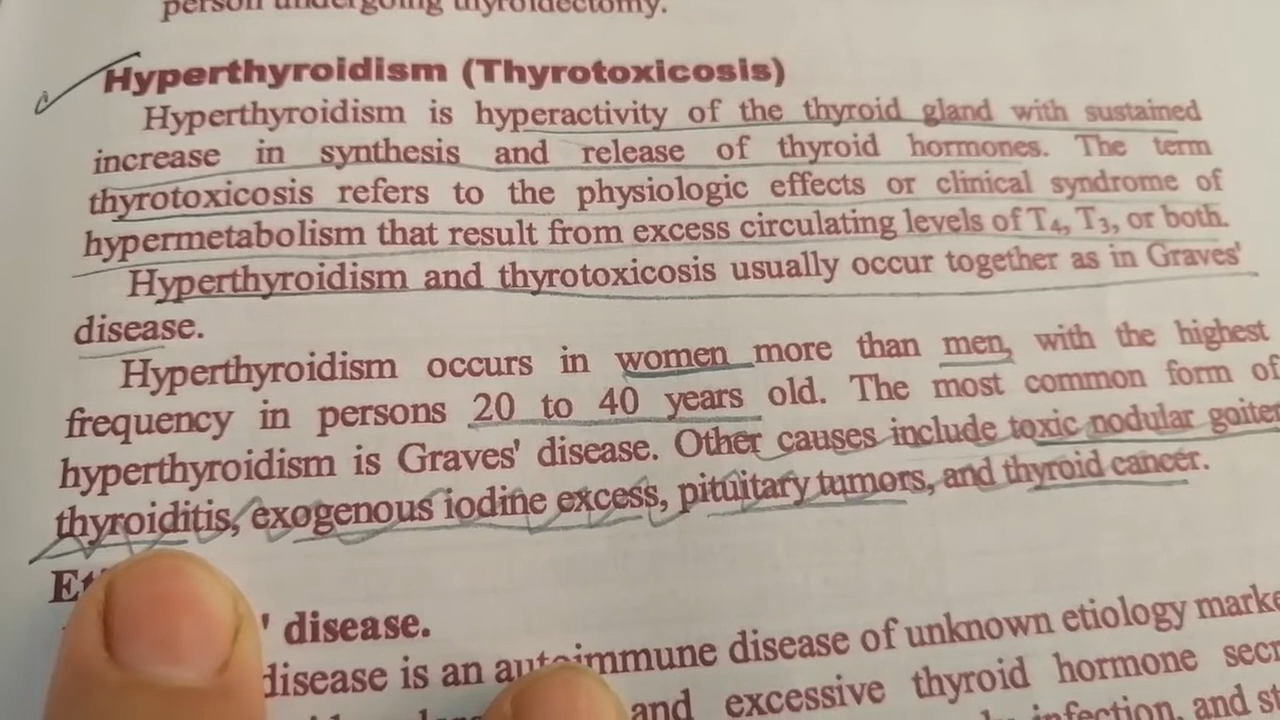 person undergoing thyroidectomy.
Hyperthyroidism (Thyrotoxicosis)
Hyperthyroidism is hyperactivity of the thyroid gland with sustained
increase in synthesis and release of thyroid hormones. The term
thyrotoxicosis refers to the physiologic effects or clinical syndrome of
hypermetabolism that result from excess circulating levels of T₄, T₃, or both.
Hyperthyroidism and thyrotoxicosis usually occur together as in Graves'
disease.
Hyperthyroidism occurs in women more than men, with the highest
frequency in persons 20 to 40 years old. The most common form of
hyperthyroidism is Graves' disease. Other causes include toxic nodular goiter
thyroiditis, exogenous iodine excess, pituitary tumors, and thyroid cancer.
' disease.
disease is an autoimmune disease of unknown etiology
and excessive thyroid hormone
infection, and